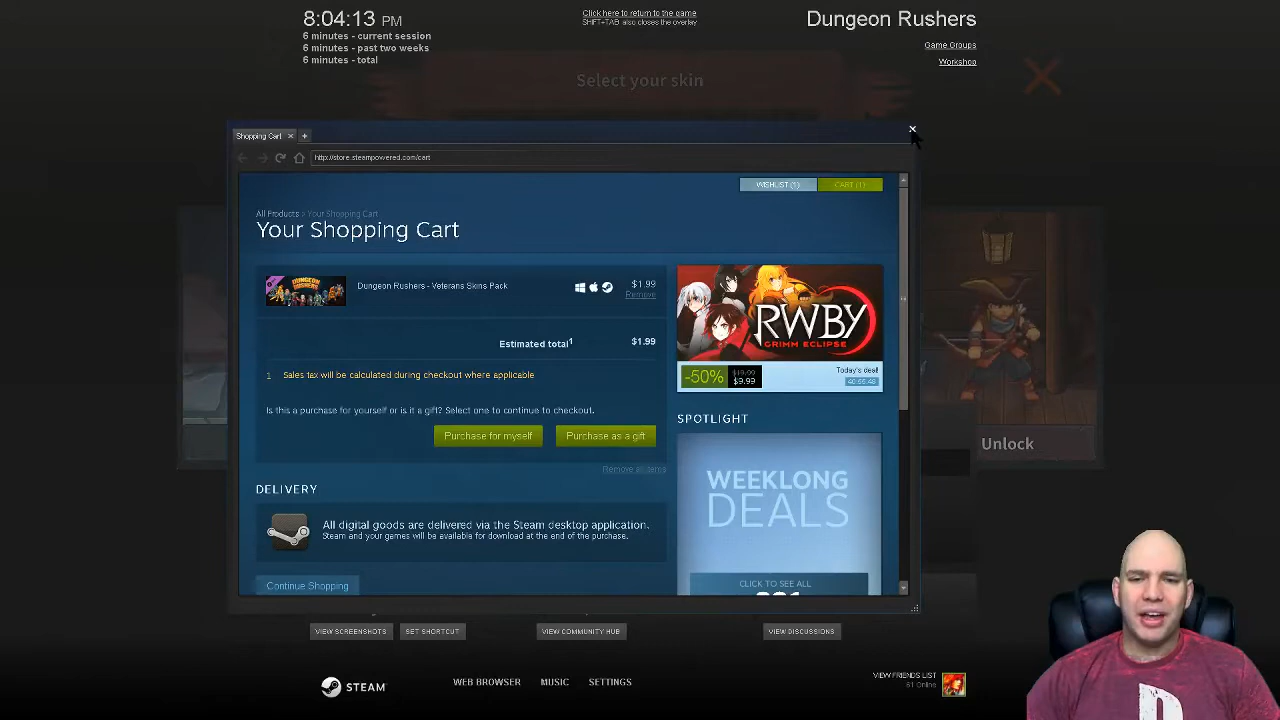 8:04:13 PM
6 minutes - current session
6 minutes - past two weeks
6 minutes - total
Click here to return to the game
SHIFT+TAB also closes the overlay
Dungeon Rushers
Game Groups
Workshop
Select your skin
Shopping Cart
http://store.steampowered.com/cart
WISHLIST (1)
CART (1)
All Products > Your Shopping Cart
Your Shopping Cart
DUNGEON RUSHERS
Dungeon Rushers - Veterans Skins Pack
$1.99
Remove
Estimated total1
$1.99
1 Sales tax will be calculated during checkout where applicable
Is this a purchase for yourself or is it a gift? Select one to continue to checkout.
Purchase for myself
Purchase as a gift
Remove all items
DELIVERY
All digital goods are delivered via the Steam desktop application.
Steam and your games will be available for download at the end of the purchase.
Continue Shopping
RWBY
GRIMM ECLIPSE
-50%
$19.99
$9.99
Today's deal!
SPOTLIGHT
WEEKLONG
DEALS
CLICK TO SEE ALL
Unlock
VIEW SCREENSHOTS
SET SHORTCUT
VIEW COMMUNITY HUB
VIEW DISCUSSIONS
STEAM
WEB BROWSER
MUSIC
SETTINGS
VIEW FRIENDS LIST
61 Online